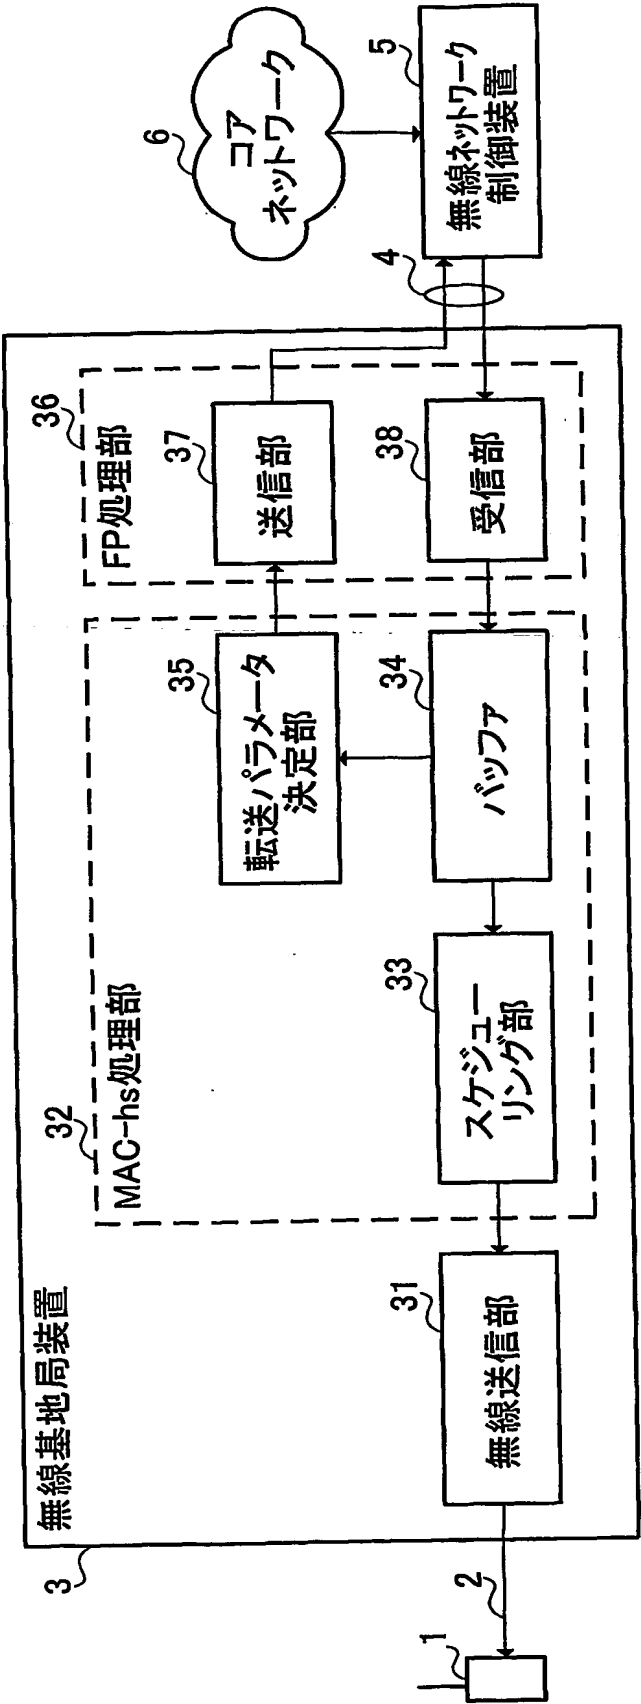 無線基地局装置
3
32
MAC-hs処理部
36
FP処理部
6
コア
ネットワーク
35
転送パラメータ
決定部
37
送信部
1
2
31
無線送信部
33
スケジュー
リング部
34
バッファ
38
受信部
4
5
無線ネットワーク
制御装置